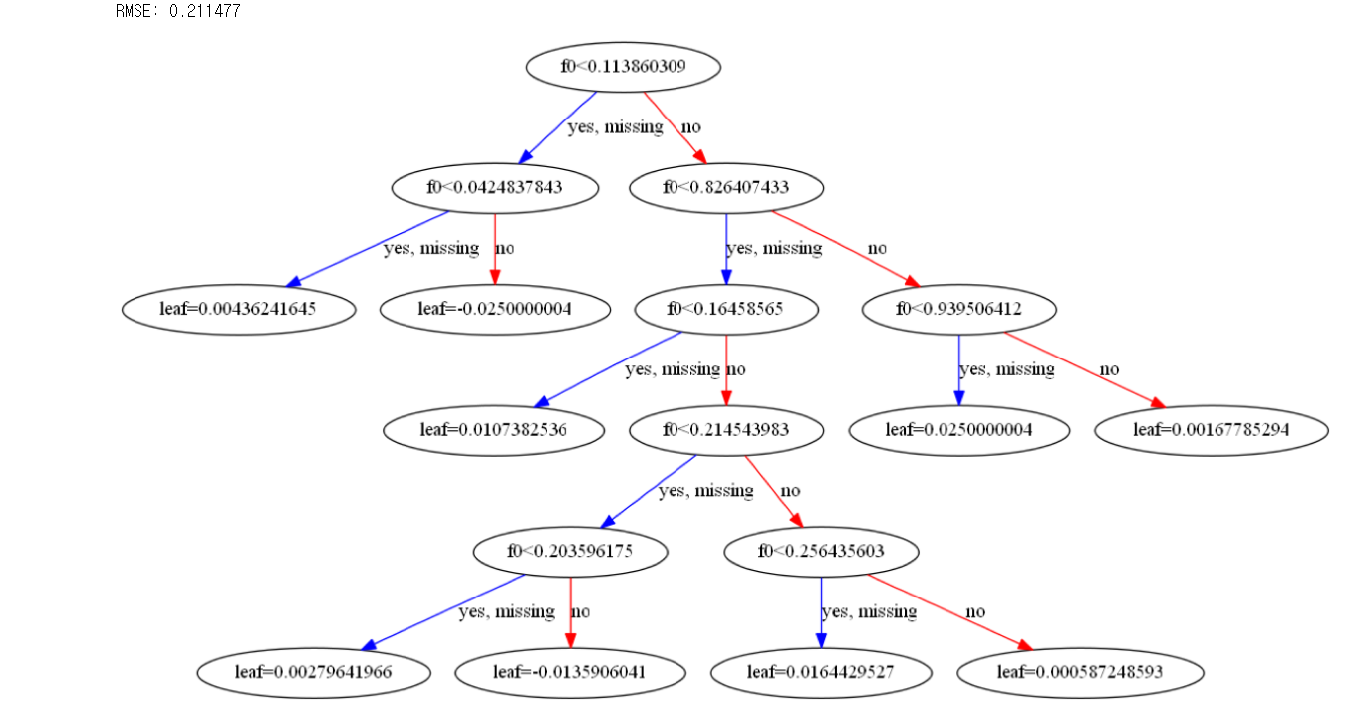 RMSE: 0.211477
f0<0.113860309
yes, missing no
f0<0.0424837843 f0<0.826407433
yes, missing no yes, missing no
leaf=0.00436241645 leaf=-0.0250000004 f0<0.16458565 f0<0.939506412
yes, missing no yes, missing no
leaf=0.0107382536 f0<0.214543983 leaf=0.0250000004 leaf=0.00167785294
yes, missing no
f0<0.203596175 f0<0.256435603
yes, missing no yes, missing no
leaf=0.00279641966 leaf=-0.0135906041 leaf=0.0164429527 leaf=0.000587248593